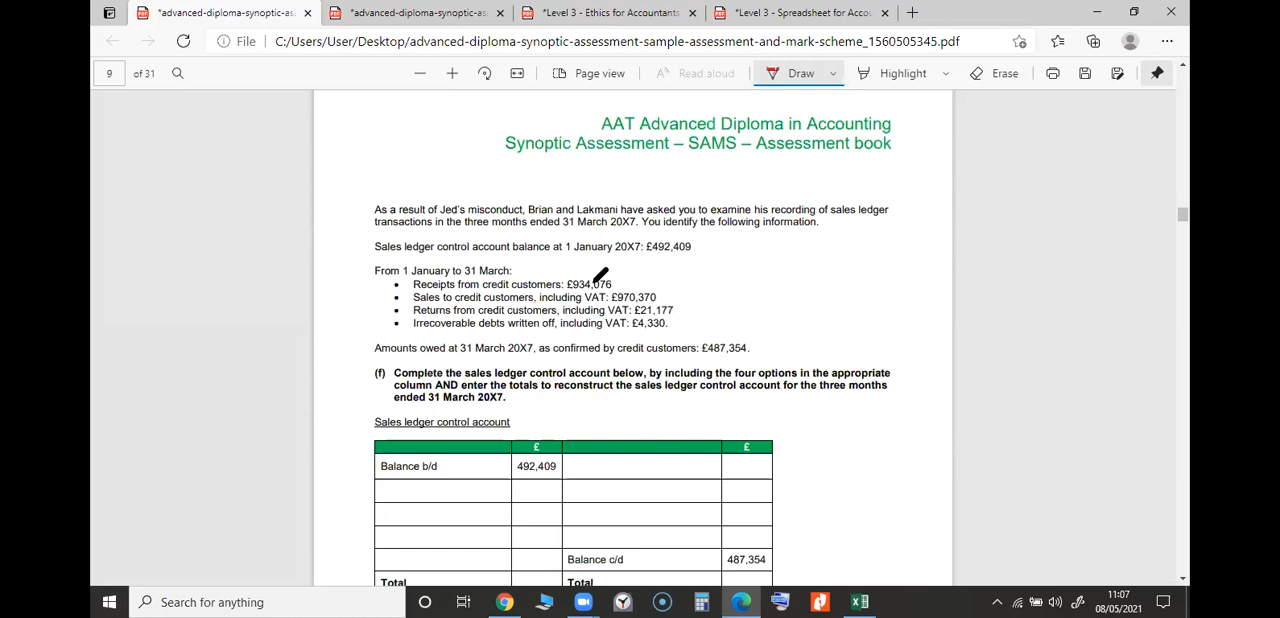 *advanced-diploma-synoptic-as
*advanced-diploma-synoptic-as
*Level 3 - Ethics for Accountants
*Level 3 - Spreadsheet for Accou
File
C:/Users/User/Desktop/advanced-diploma-synoptic-assessment-sample-assessment-and-mark-scheme_1560505345.pdf
9 of 31
Page view
Read aloud
Draw
Highlight
Erase
AAT Advanced Diploma in Accounting
Synoptic Assessment – SAMS – Assessment book
As a result of Jed's misconduct, Brian and Lakmani have asked you to examine his recording of sales ledger
transactions in the three months ended 31 March 20X7. You identify the following information.
Sales ledger control account balance at 1 January 20X7: £492,409
From 1 January to 31 March:
• Receipts from credit customers: £934,076
• Sales to credit customers, including VAT: £970,370
• Returns from credit customers, including VAT: £21,177
• Irrecoverable debts written off, including VAT: £4,330.
Amounts owed at 31 March 20X7, as confirmed by credit customers: £487,354.
(f) Complete the sales ledger control account below, by including the four options in the appropriate
column AND enter the totals to reconstruct the sales ledger control account for the three months
ended 31 March 20X7.
Sales ledger control account
£ £
Balance b/d 492,409
Balance c/d 487,354
Total Total
Search for anything
11:07
08/05/2021